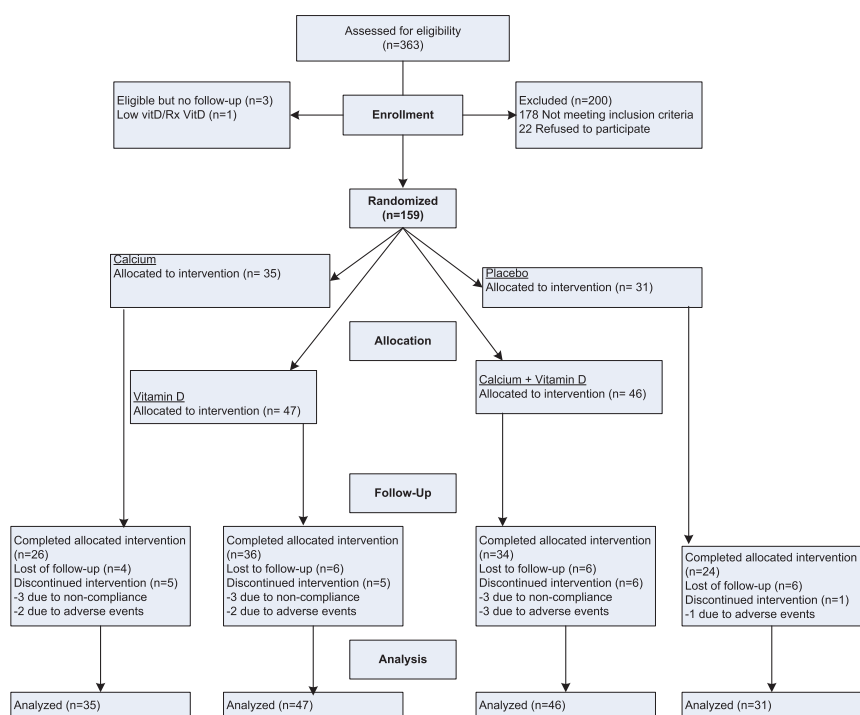 Assessed for eligibility
(n=363)
Eligible but no follow-up (n=3)
Low vitD/Rx VitD (n=1)
Enrollment
Excluded (n=200)
178 Not meeting inclusion criteria
22 Refused to participate
Randomized
(n=159)
Calcium
Allocated to intervention (n= 35)
Placebo
Allocated to intervention (n= 31)
Allocation
Vitamin D
Allocated to intervention (n= 47)
Calcium + Vitamin D
Allocated to intervention (n= 46)
Follow-Up
Completed allocated intervention
(n=26)
Lost of follow-up (n=4)
Discontinued intervention (n=5)
-3 due to non-compliance
-2 due to adverse events
Completed allocated intervention
(n=36)
Lost to follow-up (n=6)
Discontinued intervention (n=5)
-3 due to non-compliance
-2 due to adverse events
Completed allocated intervention
(n=34)
Lost to follow-up (n=6)
Discontinued intervention (n=6)
-3 due to non-compliance
-3 due to adverse events
Completed allocated intervention
(n=24)
Lost of follow-up (n=6)
Discontinued intervention (n=1)
-1 due to adverse events
Analysis
Analyzed (n=35)
Analyzed (n=47)
Analyzed (n=46)
Analyzed (n=31)